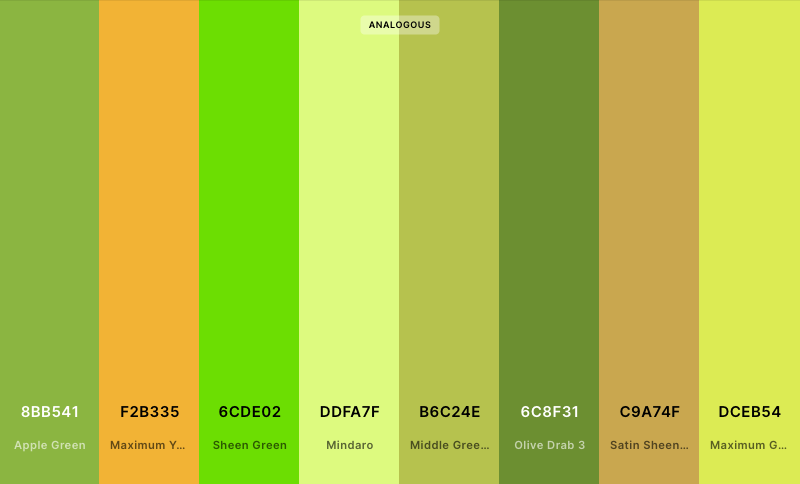 ANALOGOUS
8BB541 F2B335 6CDE02 DDFA7F B6C24E 6C8F31 C9A74F DCEB54
Apple Green Maximum Y... Sheen Green Mindaro Middle Gree... Olive Drab 3 Satin Sheen... Maximum G...